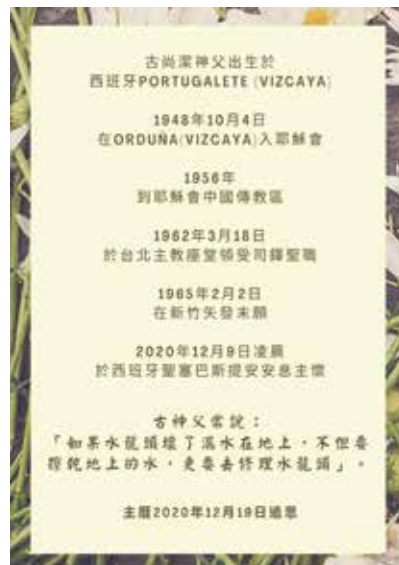 古尚潔神父出生於
西班牙PORTUGALETE (VIZCAYA)
1948年10月4日
在ORDUÑA(VIZCAYA)入耶穌會
1956年
到耶穌會中國傳教區
1962年3月18日
於台北主教座堂領受司鐸聖職
1965年2月2日
在新竹矢發末願
2020年12月9日凌晨
於西班牙聖塞巴斯提安安息主懷
古神父常說：
「如果水龍頭壞了漏水在地上，不但要
擦乾地上的水，更要去修理水龍頭」。
主曆2020年12月19日追思